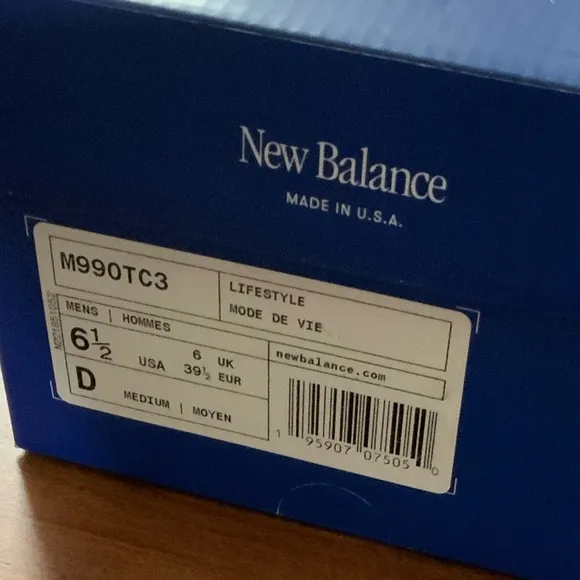 New Balance
MADE IN U.S.A.
M990TC3
LIFESTYLE
MODE DE VIE
MENS | HOMMES
6½ USA
6 UK
39½ EUR
D
MEDIUM | MOYEN
newbalance.com
1 95907 07505 0